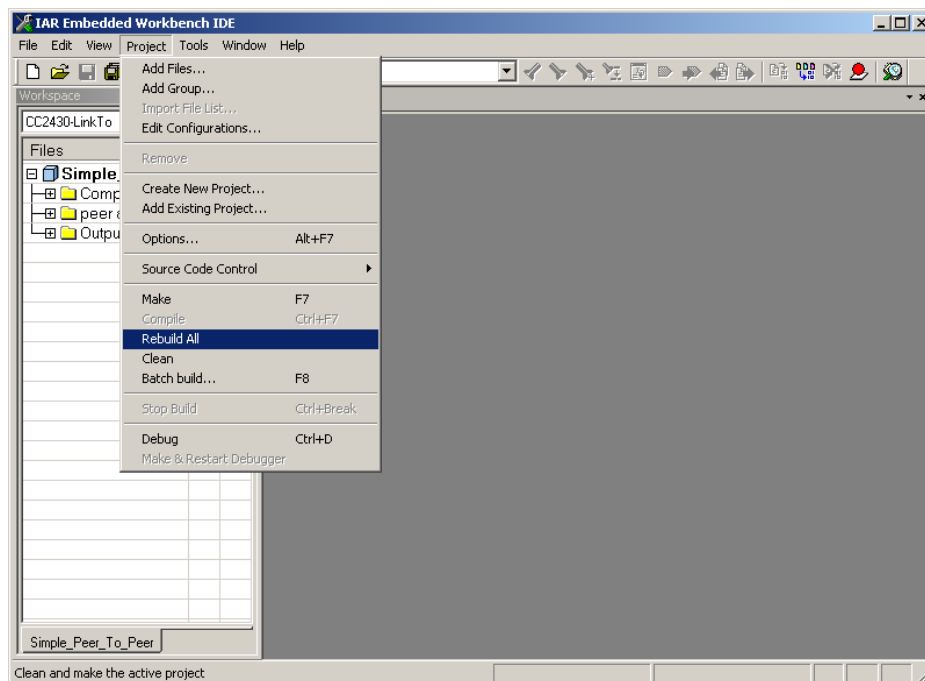 IAR Embedded Workbench IDE
File Edit View Project Tools Window Help
Workspace
CC2430-LinkTo
Files
Simple_
Comp
peer a
Outpu
Add Files...
Add Group...
Import File List...
Edit Configurations...
Remove
Create New Project...
Add Existing Project...
Options... Alt+F7
Source Code Control
Make F7
Compile Ctrl+F7
Rebuild All
Clean
Batch build... F8
Stop Build Ctrl+Break
Debug Ctrl+D
Make & Restart Debugger
Simple_Peer_To_Peer
Clean and make the active project